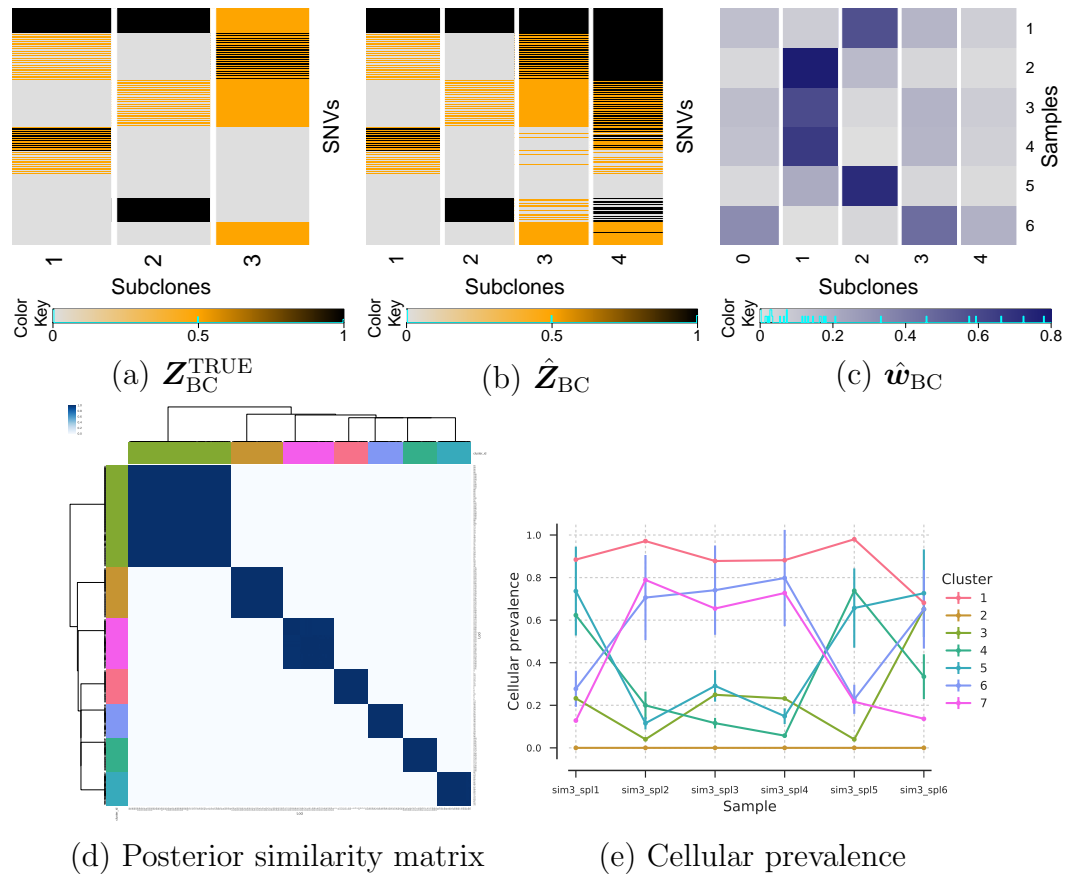 SNVs
1
2
3
Subclones
Color
Key
0
0.5
1
(a) Z_BC^TRUE
SNVs
1
2
3
4
Subclones
Color
Key
0
0.5
1
(b) Ẑ_BC
Samples
1
2
3
4
5
6
0
1
2
3
4
Subclones
Color
Key
0
0.2
0.4
0.6
0.8
(c) ŵ_BC
(d) Posterior similarity matrix
Cellular prevalence
1.0
0.8
0.6
0.4
0.2
0.0
sim3_spl1
sim3_spl2
sim3_spl3
sim3_spl4
sim3_spl5
sim3_spl6
Sample
Cluster
1
2
3
4
5
6
7
(e) Cellular prevalence